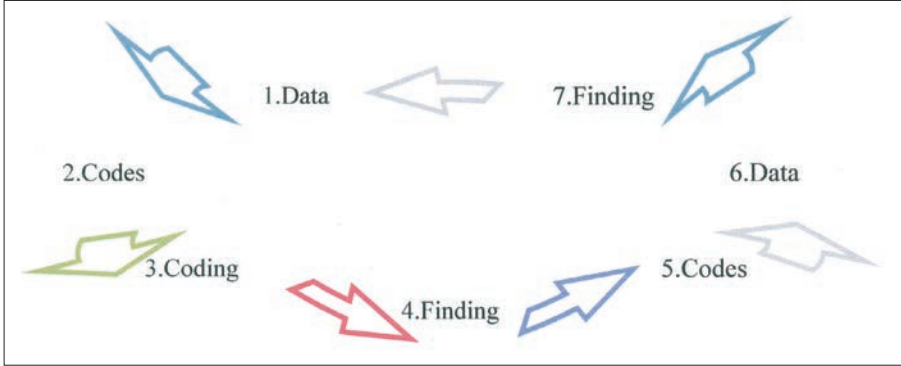 1.Data
7.Finding
2.Codes
6.Data
3.Coding
5.Codes
4.Finding